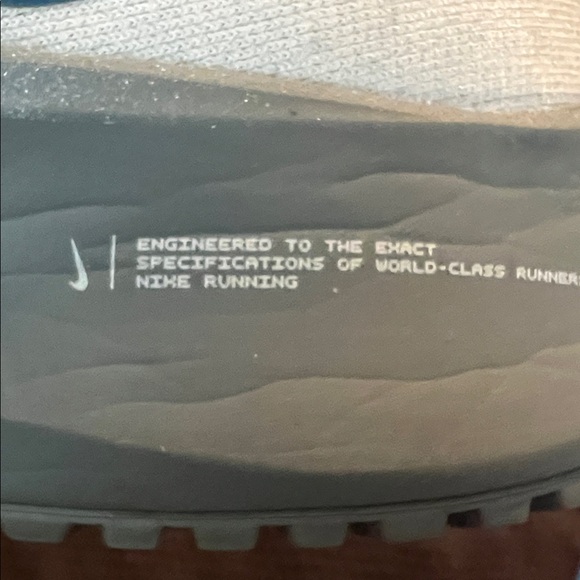 ENGINEERED TO THE EXACT
SPECIFICATIONS OF WORLD-CLASS RUNNER
NIKE RUNNING